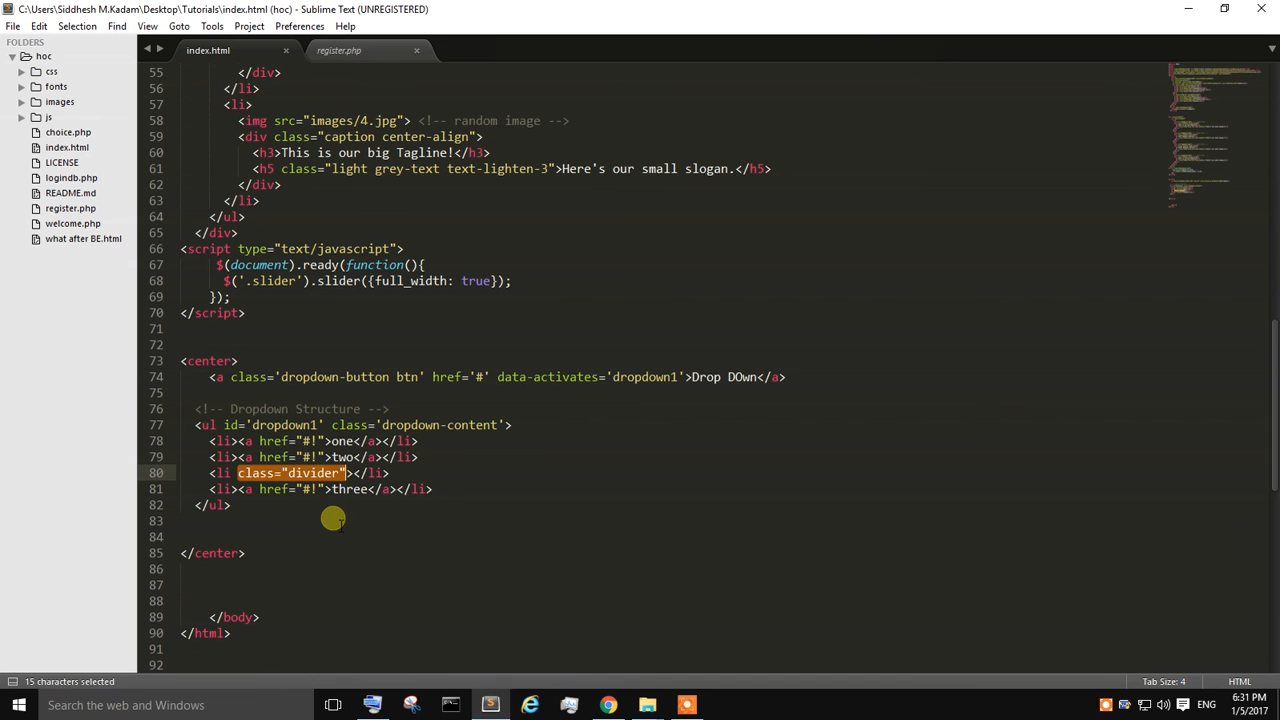 C:\Users\Siddhesh M.Kadam\Desktop\Tutorials\index.html (hoc) - Sublime Text (UNREGISTERED)
File Edit Selection Find View Goto Tools Project Preferences Help
FOLDERS
hoc
css
fonts
images
js
choice.php
index.html
LICENSE
logindb.php
README.md
register.php
welcome.php
what after BE.html
index.html register.php
55 </div>
56 </li>
57 <li>
58 <img src="images/4.jpg"> <!-- random image -->
59 <div class="caption center-align">
60 <h3>This is our big Tagline!</h3>
61 <h5 class="light grey-text text-lighten-3">Here's our small slogan.</h5>
62 </div>
63 </li>
64 </ul>
65 </div>
66 <script type="text/javascript">
67 $(document).ready(function(){
68 $('.slider').slider({full_width: true});
69 });
70 </script>
71
72
73 <center>
74 <a class='dropdown-button btn' href='#' data-activates='dropdown1'>Drop DOwn</a>
75
76 <!-- Dropdown Structure -->
77 <ul id='dropdown1' class='dropdown-content'>
78 <li><a href="#!">one</a></li>
79 <li><a href="#!">two</a></li>
80 <li class="divider"></li>
81 <li><a href="#!">three</a></li>
82 </ul>
83
84
85 </center>
86
87
88
89 </body>
90 </html>
91
92
15 characters selected Tab Size: 4 HTML
Search the web and Windows
ENG
6:31 PM
1/5/2017